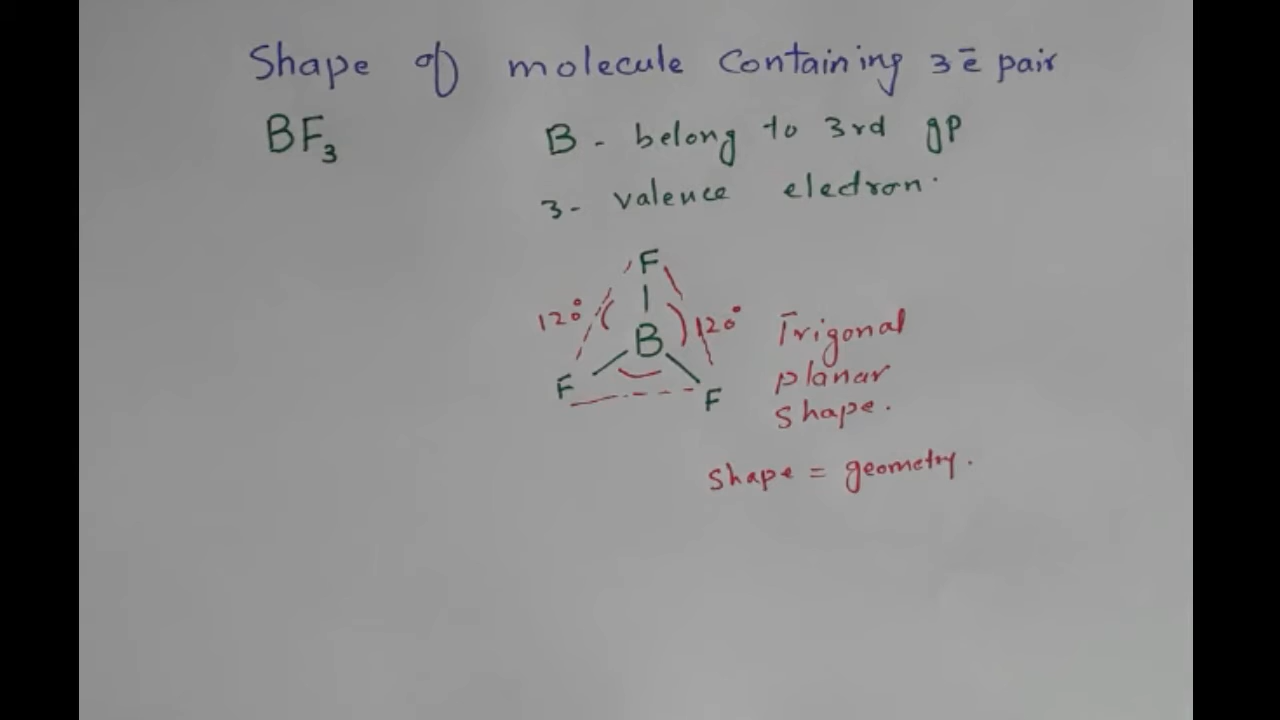 Shape of molecule containing 3 ē pair
BF₃
B - belong to 3rd gp
3 - valence electron.
F
120°
120°
B
F
F
Trigonal
planar
shape.
shape = geometry.